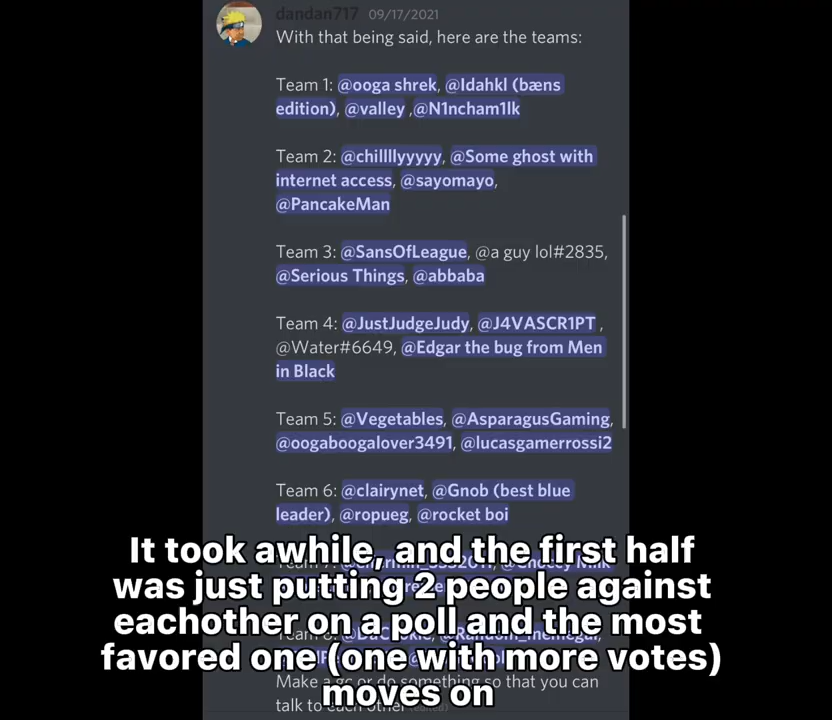 dandan717 09/17/2021
With that being said, here are the teams:
Team 1: @ooga shrek, @Idahkl (bæns
edition), @valley ,@N1ncham1lk
Team 2: @chillllyyyyy, @Some ghost with
internet access, @sayomayo,
@PancakeMan
Team 3: @SansOfLeague, @a guy lol#2835,
@Serious Things, @abbaba
Team 4: @JustJudgeJudy, @J4VASCR1PT ,
@Water#6649, @Edgar the bug from Men
in Black
Team 5: @Vegetables, @AsparagusGaming,
@oogaboogalover3491, @lucasgamerrossi2
Team 6: @clairynet, @Gnob (best blue
leader), @ropueg, @rocket boi
It took awhile, and the first half
was just putting 2 people against
eachother on a poll and the most
favored one (one with more votes)
moves on
Make a gc or do something so that you can
talk to each other (edited)